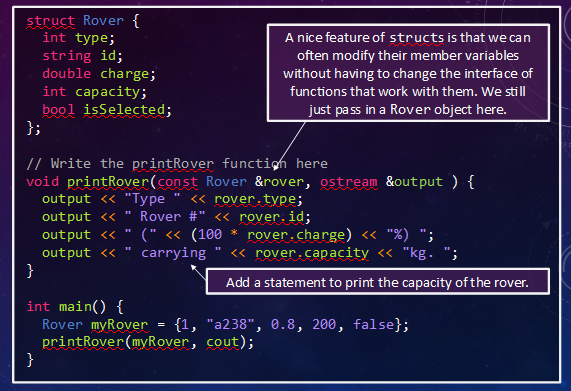 struct Rover {
int type;
string id;
double charge;
int capacity;
bool isSelected;
};
A nice feature of structs is that we can
often modify their member variables
without having to change the interface of
functions that work with them. We still
just pass in a Rover object here.
// Write the printRover function here
void printRover(const Rover &rover, ostream &output ) {
output << "Type " << rover.type;
output << " Rover #" << rover.id;
output << " (" << (100 * rover.charge) << "%) ";
output << " carrying " << rover.capacity << "kg. ";
}
Add a statement to print the capacity of the rover.
int main() {
Rover myRover = {1, "a238", 0.8, 200, false};
printRover(myRover, cout);
}